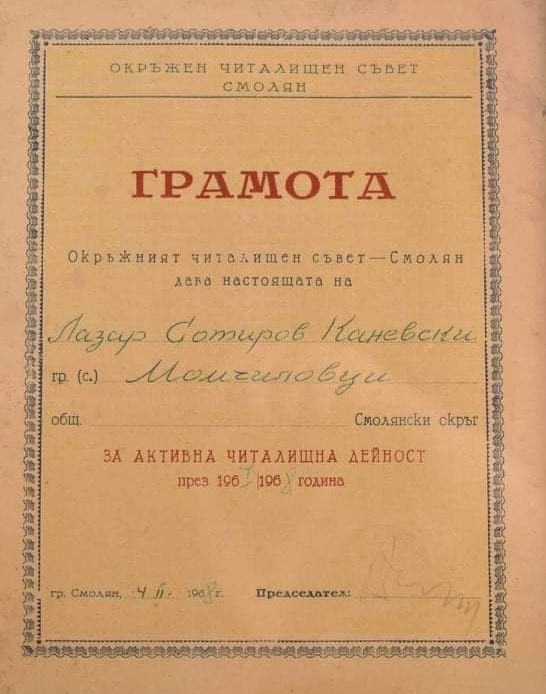 ОКРЪЖЕН ЧИТАЛИЩЕН СЪВЕТ
СМОЛЯН
ГРАМОТА
Окръжният читалищен съвет — Смолян
дава настоящата на
Лазар Сотиров Каневски
гр. (с.) Момчиловци
общ. Смолянски окръг
ЗА АКТИВНА ЧИТАЛИЩНА ДЕЙНОСТ
през 1967/1968 година
гр. Смолян, 4 II. 1968 г. Председател: